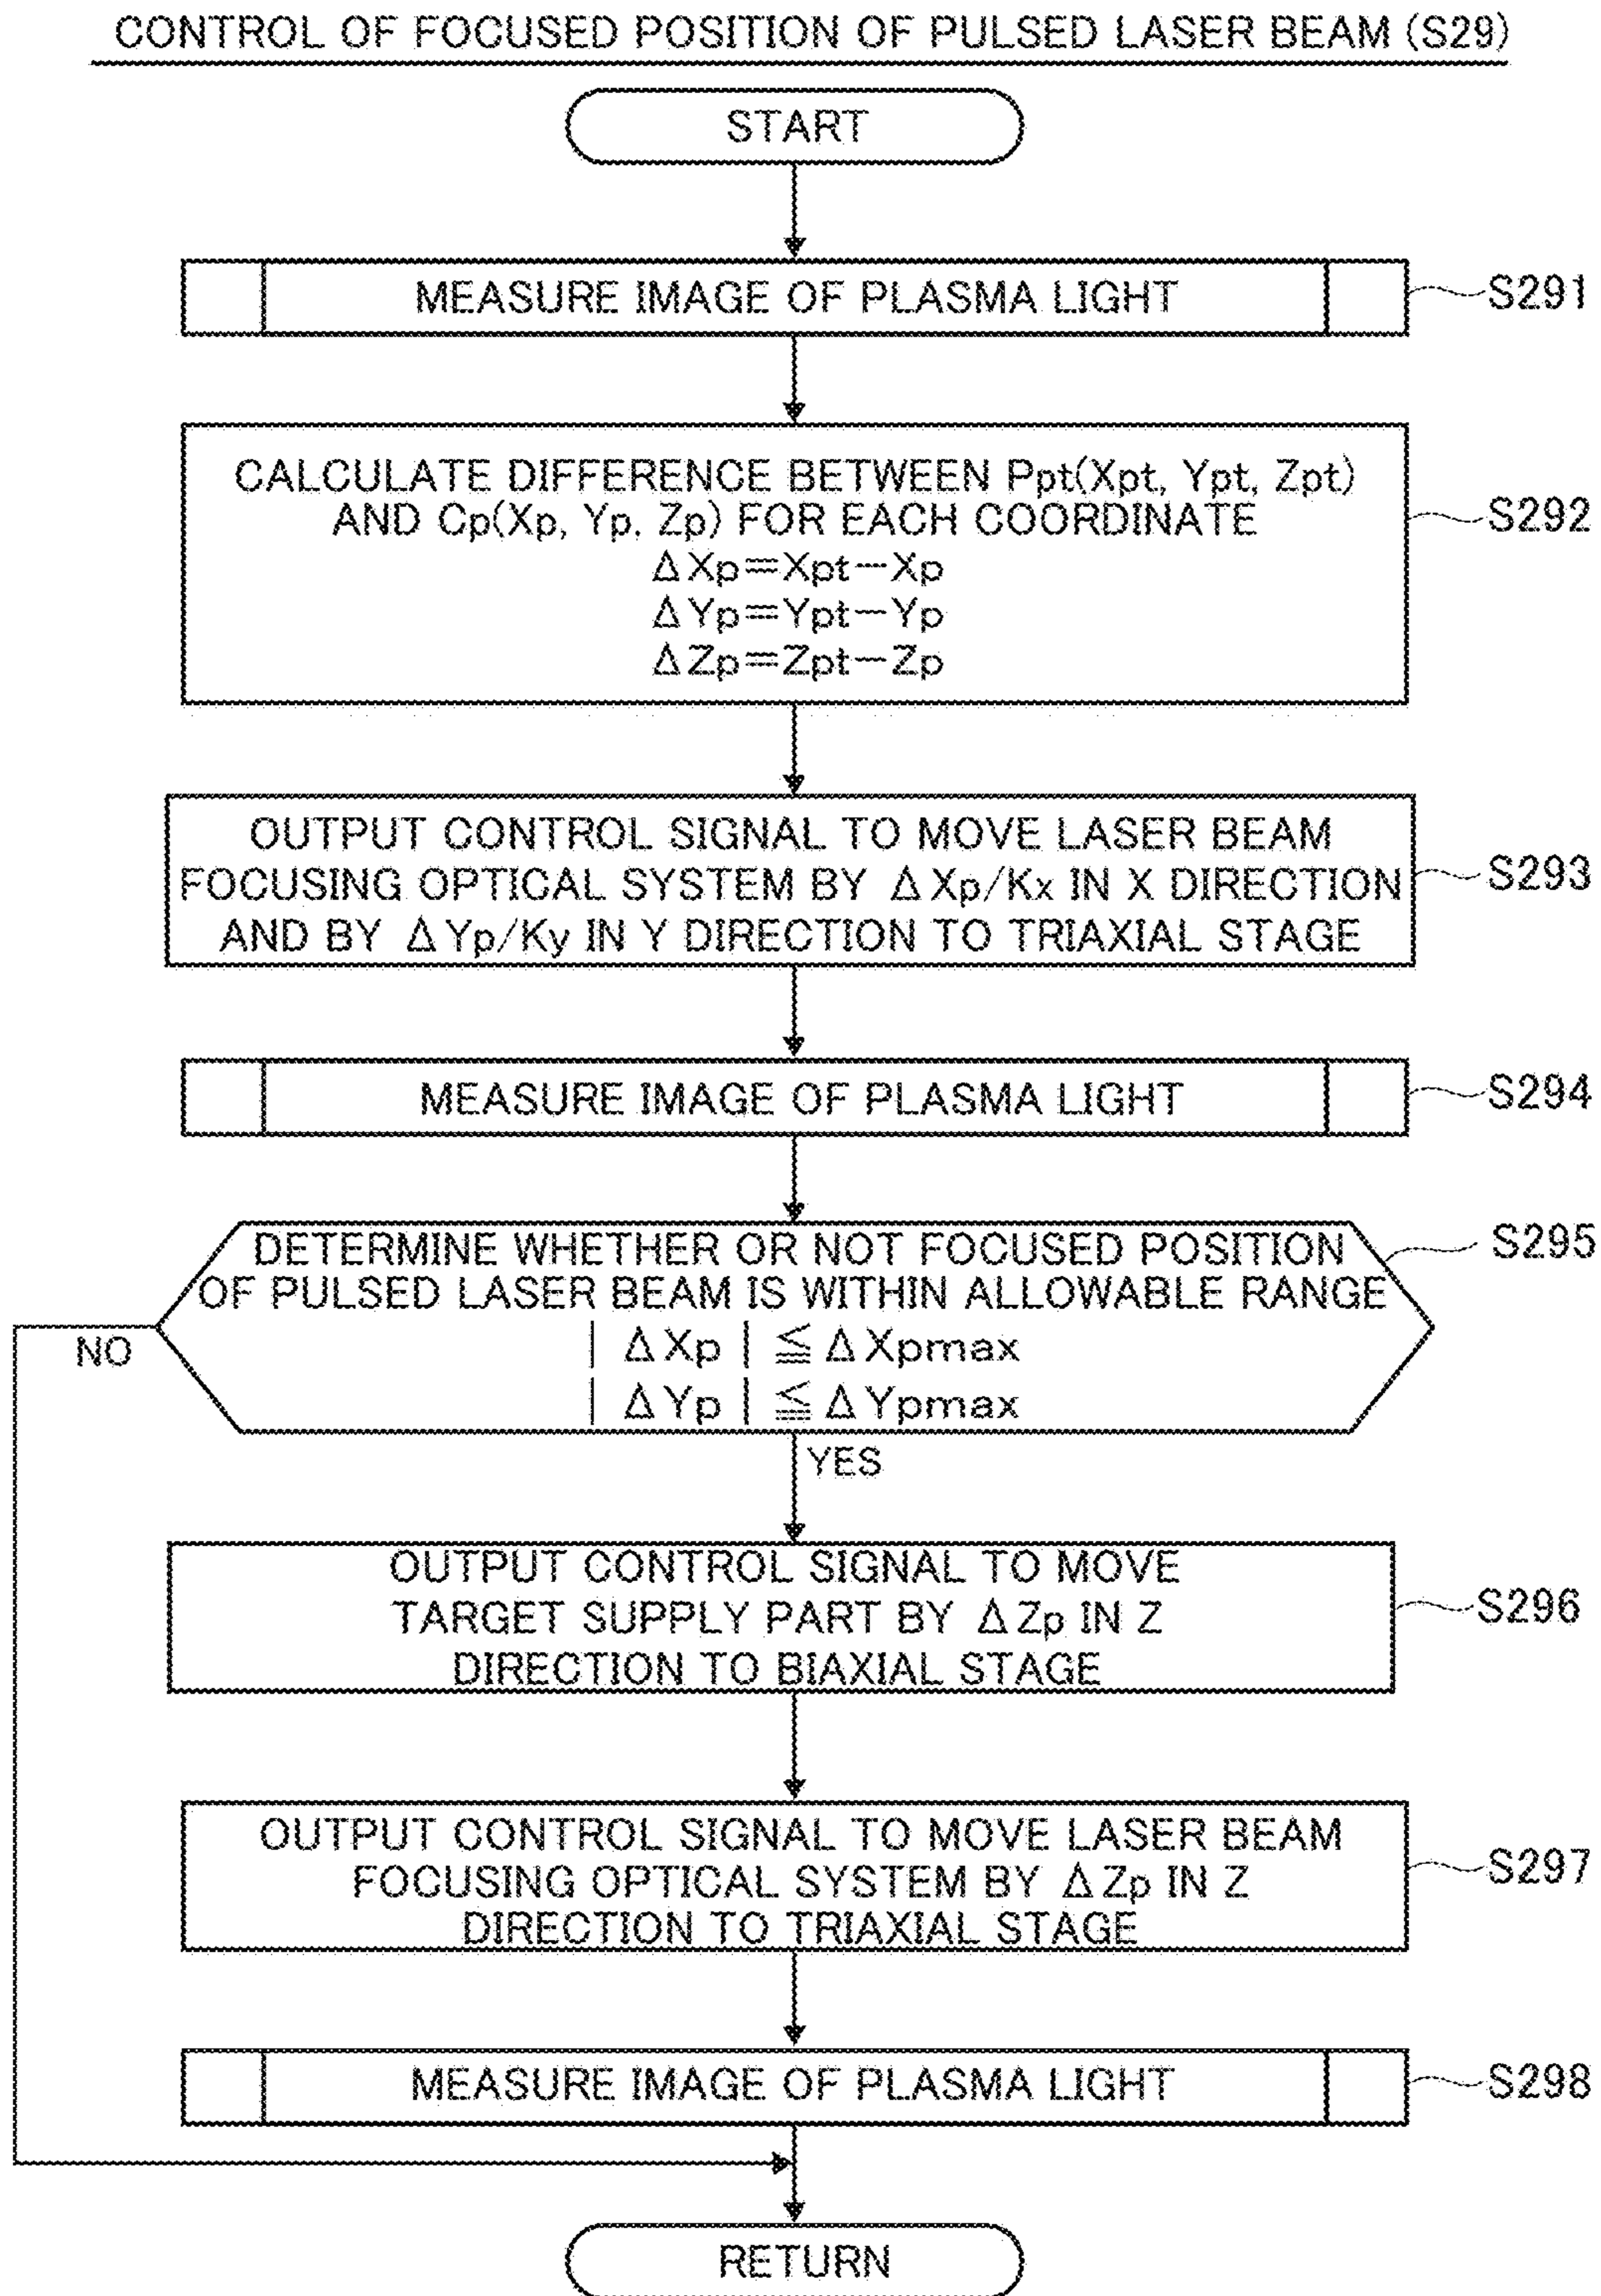 CONTROL OF FOCUSED POSITION OF PULSED LASER BEAM (S29)
START
MEASURE IMAGE OF PLASMA LIGHT
S291
CALCULATE DIFFERENCE BETWEEN Ppt(Xpt, Ypt, Zpt)
AND Cp(Xp, Yp, Zp) FOR EACH COORDINATE
ΔXp=Xpt−Xp
ΔYp=Ypt−Yp
ΔZp=Zpt−Zp
S292
OUTPUT CONTROL SIGNAL TO MOVE LASER BEAM
FOCUSING OPTICAL SYSTEM BY ΔXp/Kx IN X DIRECTION
AND BY ΔYp/Ky IN Y DIRECTION TO TRIAXIAL STAGE
S293
MEASURE IMAGE OF PLASMA LIGHT
S294
DETERMINE WHETHER OR NOT FOCUSED POSITION
OF PULSED LASER BEAM IS WITHIN ALLOWABLE RANGE
| ΔXp | ≦ ΔXpmax
| ΔYp | ≦ ΔYpmax
S295
NO
YES
OUTPUT CONTROL SIGNAL TO MOVE
TARGET SUPPLY PART BY ΔZp IN Z
DIRECTION TO BIAXIAL STAGE
S296
OUTPUT CONTROL SIGNAL TO MOVE LASER BEAM
FOCUSING OPTICAL SYSTEM BY ΔZp IN Z
DIRECTION TO TRIAXIAL STAGE
S297
MEASURE IMAGE OF PLASMA LIGHT
S298
RETURN